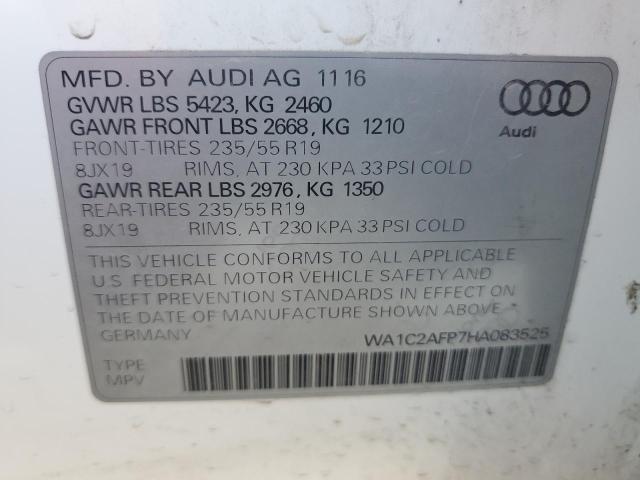 MFD. BY AUDI AG 11 16
GVWR LBS 5423, KG 2460
GAWR FRONT LBS 2668, KG 1210
FRONT-TIRES 235/55 R19
8JX19 RIMS, AT 230 KPA 33 PSI COLD
GAWR REAR LBS 2976, KG 1350
REAR-TIRES 235/55 R19
8JX19 RIMS, AT 230 KPA 33 PSI COLD
Audi
THIS VEHICLE CONFORMS TO ALL APPLICABLE
U.S. FEDERAL MOTOR VEHICLE SAFETY AND
THEFT PREVENTION STANDARDS IN EFFECT ON
THE DATE OF MANUFACTURE SHOWN ABOVE.
GERMANY WA1C2AFP7HA083525
TYPE
MPV